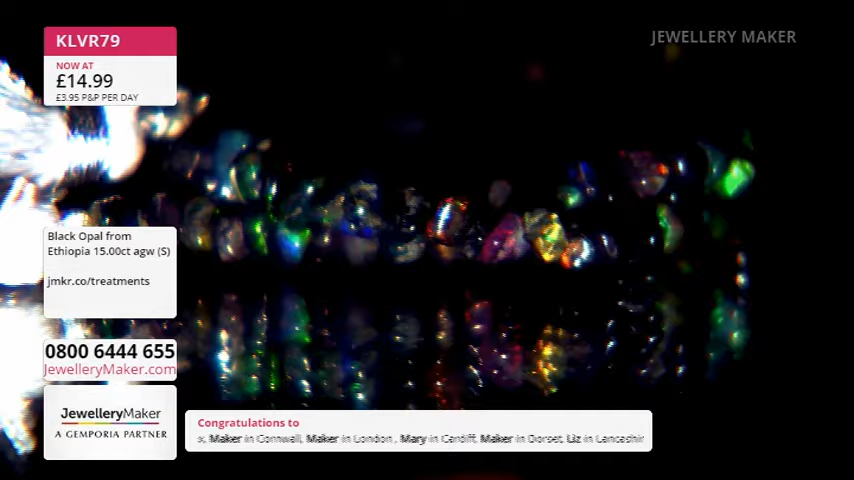 KLVR79
NOW AT
£14.99
£3.95 P&P PER DAY
JEWELLERY MAKER
Black Opal from
Ethiopia 15.00ct agw (S)
jmkr.co/treatments
0800 6444 655
JewelleryMaker.com
JewelleryMaker
A GEMPORIA PARTNER
Congratulations to
Maker in Cornwall, Maker in London , Mary in Cardiff, Maker in Dorset, Liz in Lancashir